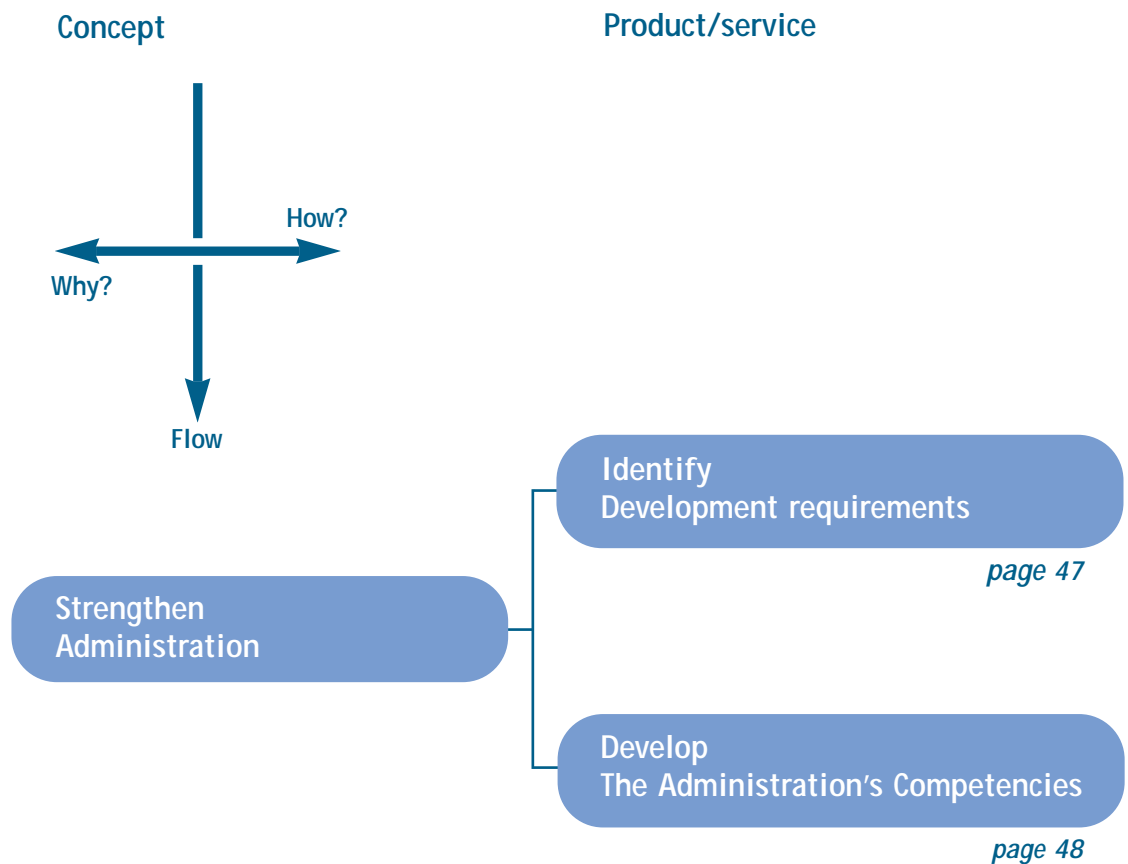 Concept
Product/service
How?
Why?
Flow
Identify
Development requirements
page 47
Strengthen
Administration
Develop
The Administration's Competencies
page 48